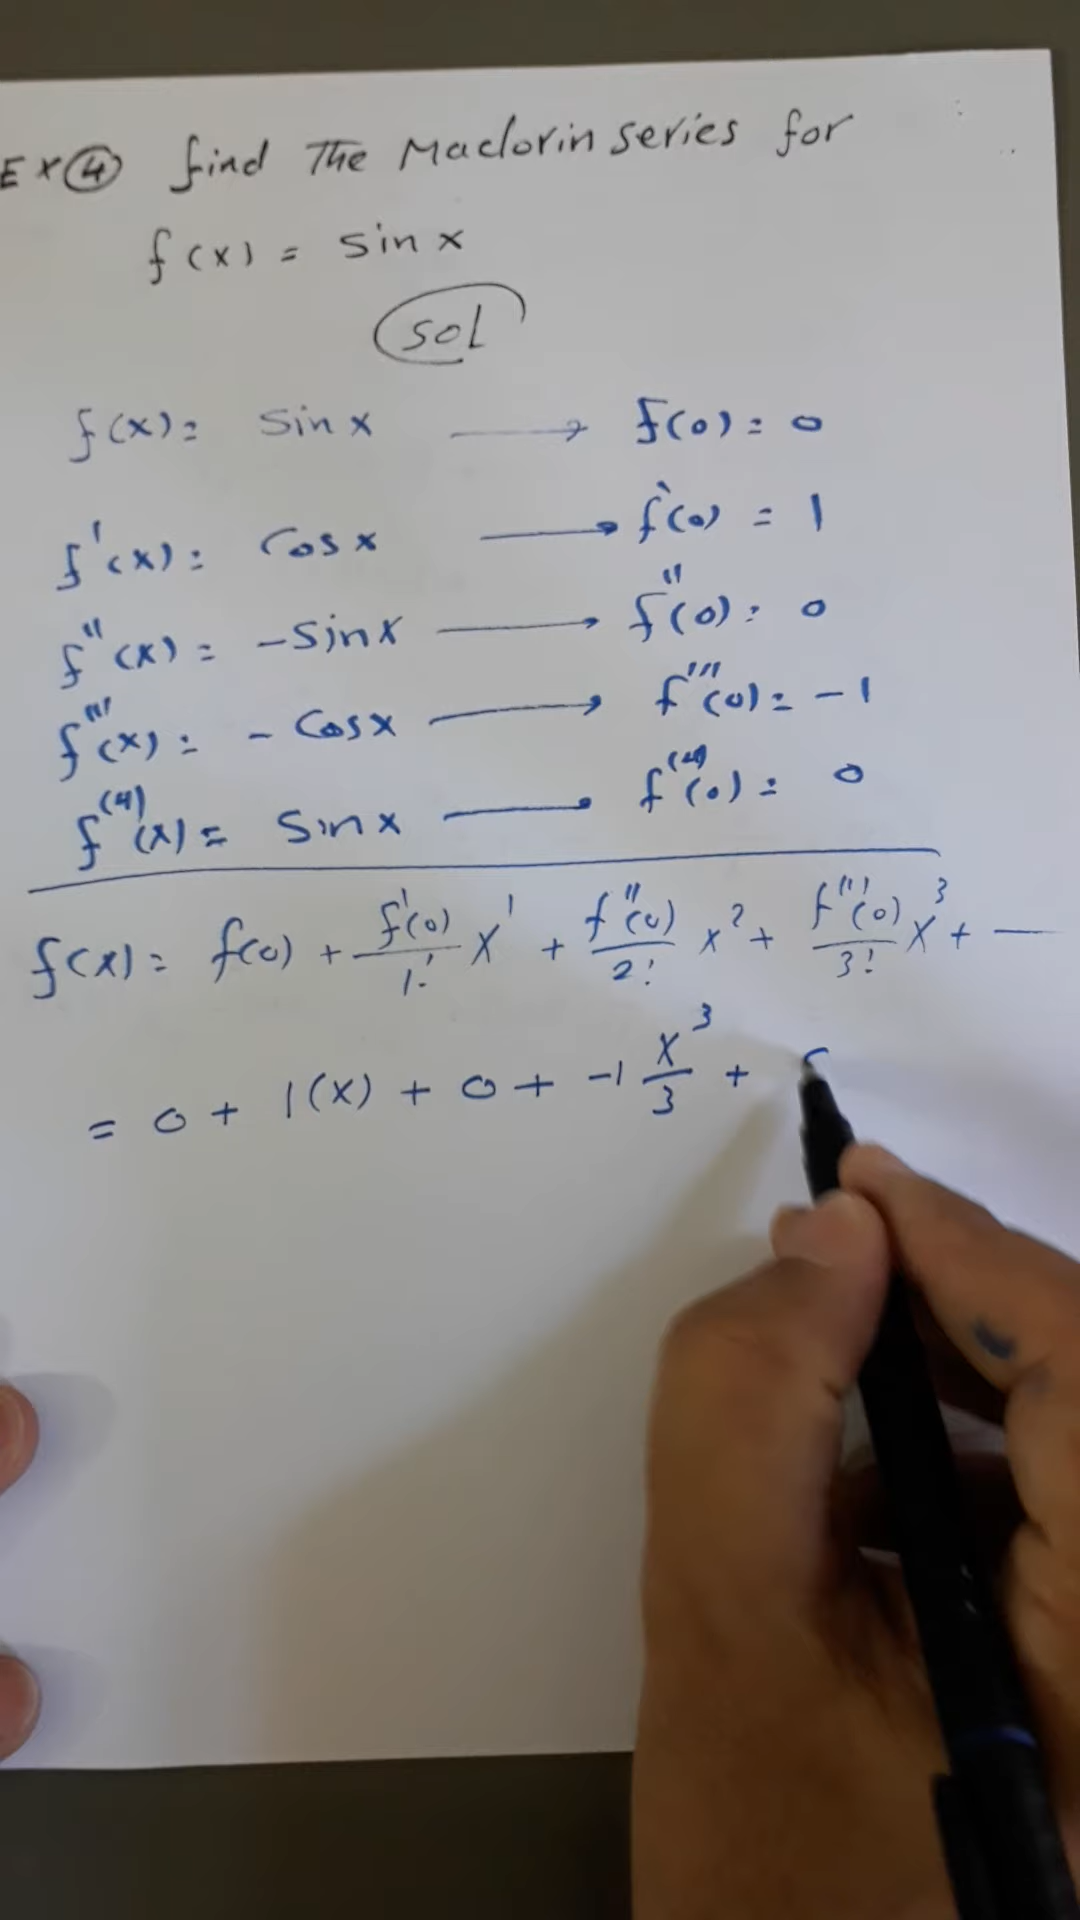 Ex④ find The Maclorin series for
f(x) = sin x
sol
f(x) = sin x → f(0) = 0
f'(x) = cos x → f'(0) = 1
f''(x) = -sin x → f''(0) = 0
f'''(x) = - cos x → f'''(0) = -1
f⁽⁴⁾(x) = sin x → f⁽⁴⁾(0) = 0
f(x) = f(0) + f'(0)/1! x¹ + f''(0)/2! x² + f'''(0)/3! x³ + —
= 0 + 1(x) + 0 + -1 x³/3 +